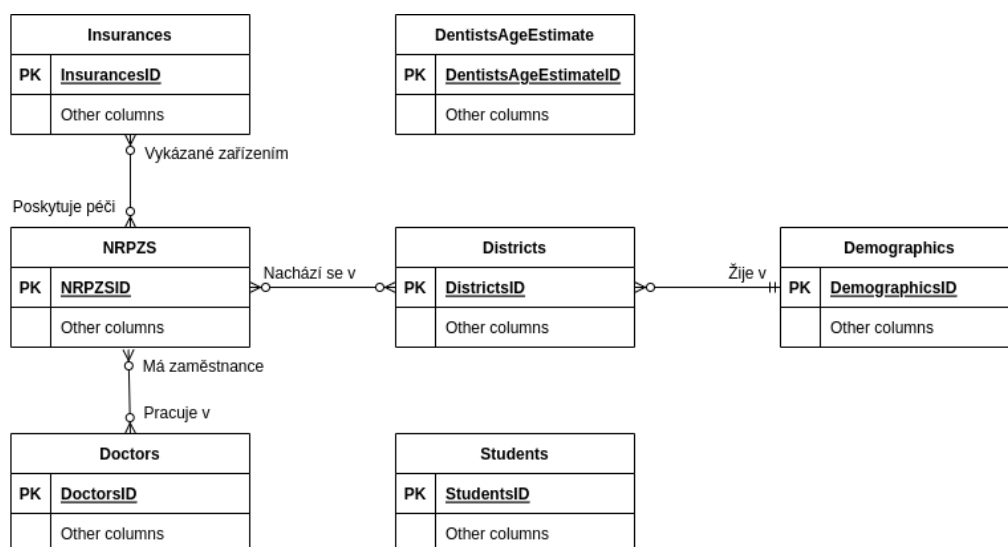 Insurances
PK InsurancesID
Other columns
DentistsAgeEstimate
PK DentistsAgeEstimateID
Other columns
Vykázané zařízením
Poskytuje péči
NRPZS
PK NRPZSID
Other columns
Nachází se v
Districts
PK DistrictsID
Other columns
Žije v
Demographics
PK DemographicsID
Other columns
Má zaměstnance
Pracuje v
Doctors
PK DoctorsID
Other columns
Students
PK StudentsID
Other columns